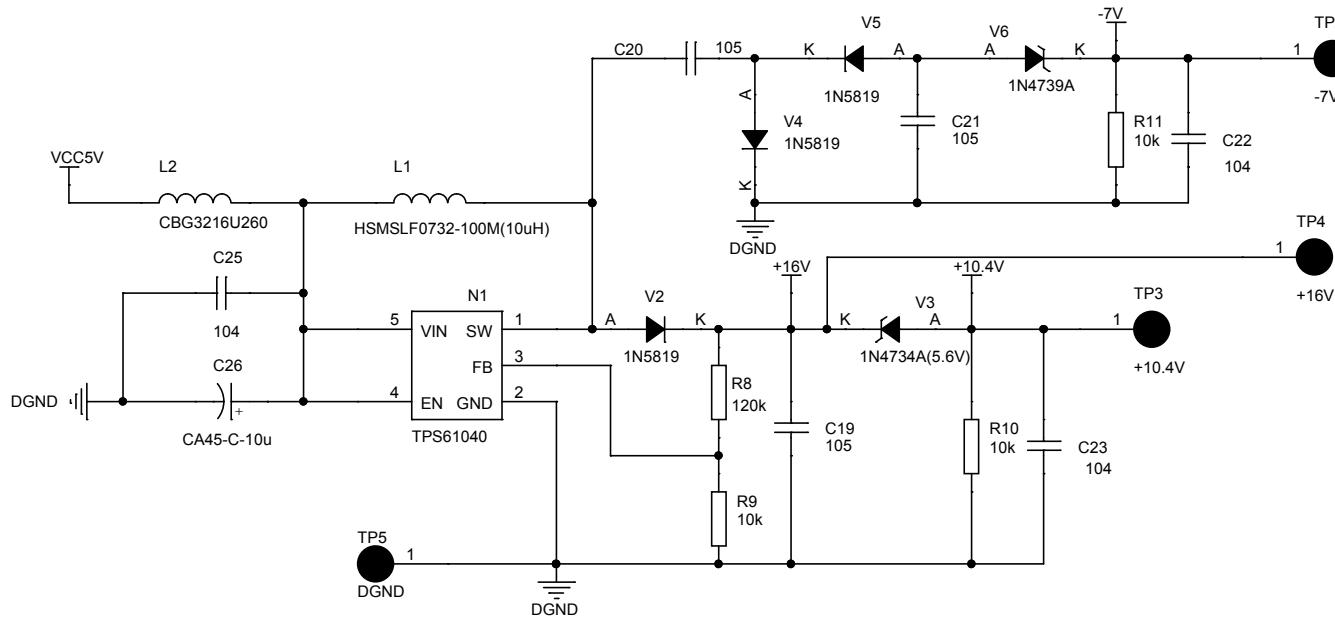 C20
105
K
V5
A
1N5819
A
V6
K
1N4739A
-7V
1
TP
-7V
A
V4
1N5819
K
DGND
C21
105
R11
10k
C22
104
VCC5V
L2
CBG3216U260
L1
HSMSLF0732-100M(10uH)
C25
104
C26
+
CA45-C-10u
DGND
N1
5
VIN
SW
1
FB
3
4
EN
GND
2
TPS61040
A
V2
K
1N5819
+16V
K
V3
A
1N4734A(5.6V)
+10.4V
1
TP4
+16V
TP3
1
+10.4V
R8
120k
R9
10k
C19
105
R10
10k
C23
104
TP5
1
DGND
DGND